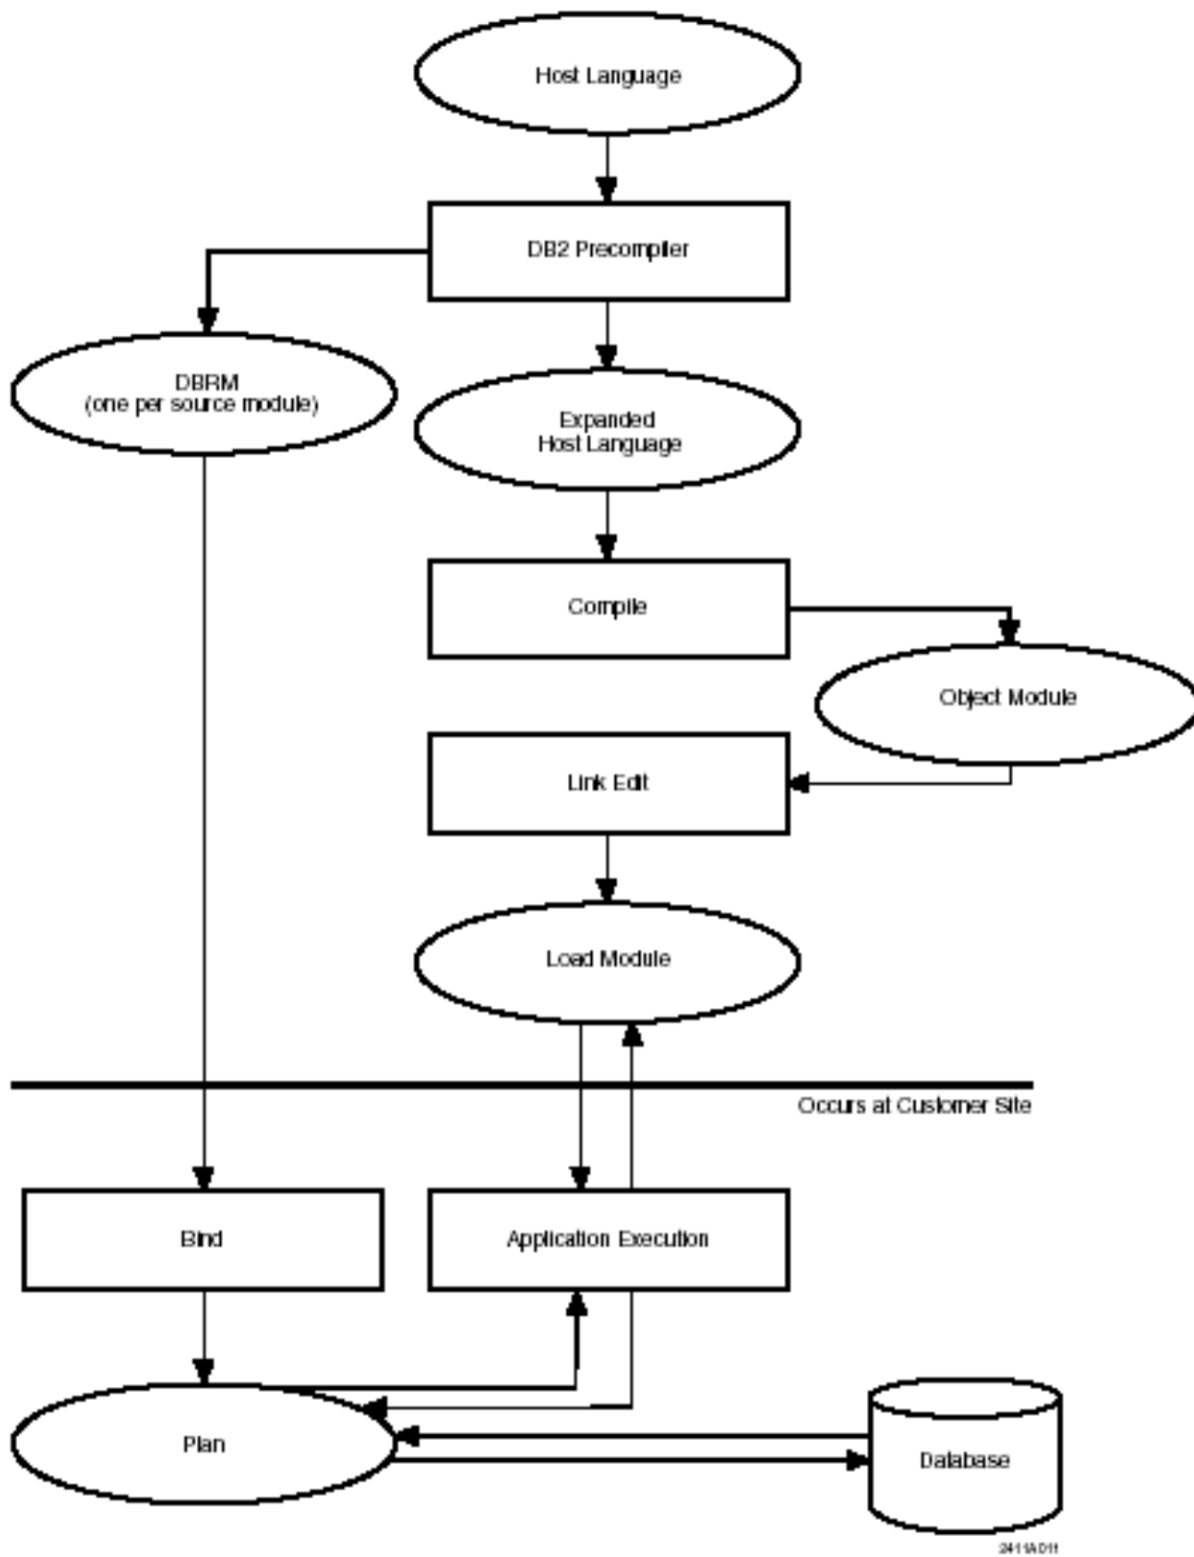 Host Language
DB2 Precompiler
DBRM
(one per source module)
Expanded
Host Language
Compile
Object Module
Link Edit
Load Module
Occurs at Customer Site
Bind
Application Execution
Plan
Database